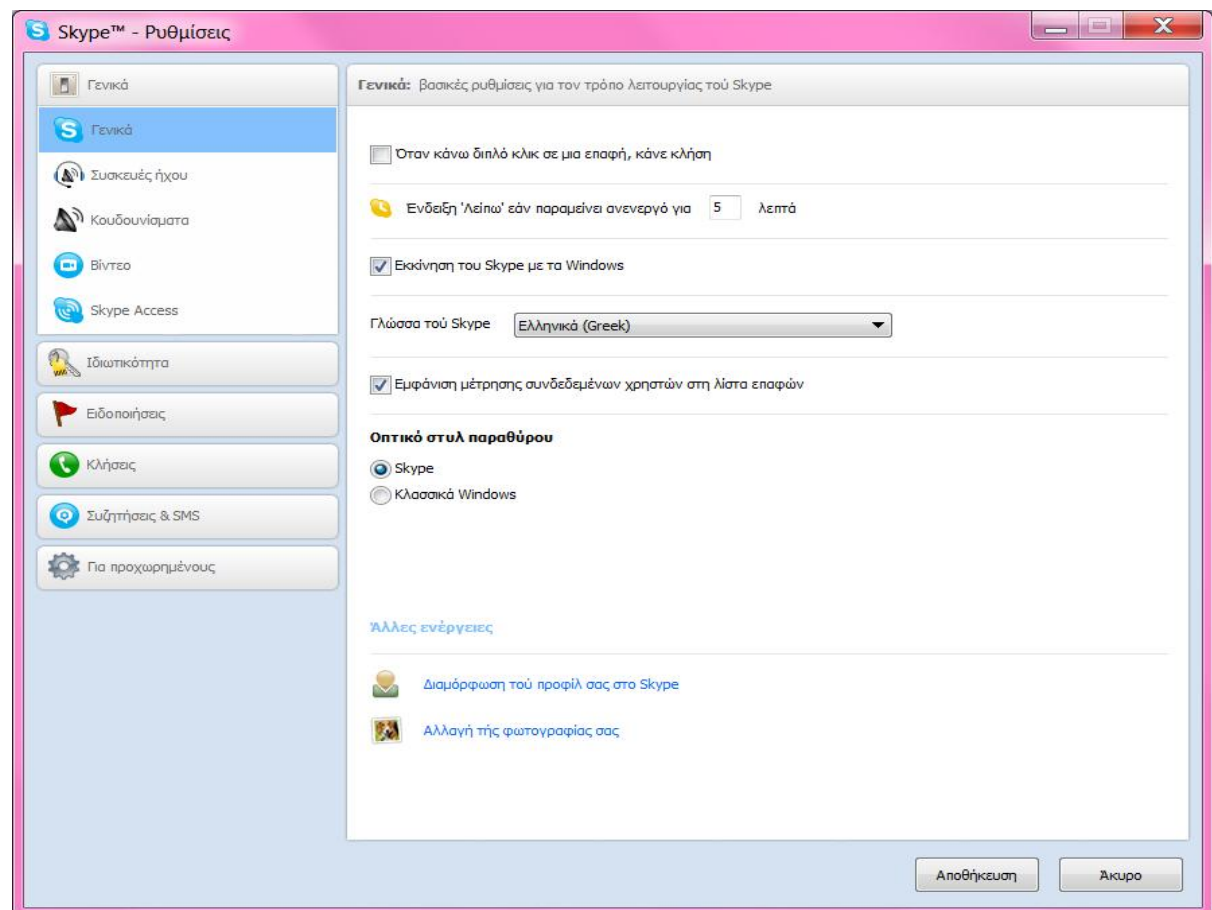 Skype™ - Ρυθμίσεις
Γενικά
Γενικά
Συσκευές ήχου
Κουδουνίσματα
Βίντεο
Skype Access
Ιδιωτικότητα
Ειδοποιήσεις
Κλήσεις
Συζητήσεις & SMS
Για προχωρημένους
Γενικά: βασικές ρυθμίσεις για τον τρόπο λειτουργίας τού Skype
Όταν κάνω διπλό κλικ σε μια επαφή, κάνε κλήση
Ένδειξη 'Λείπω' εάν παραμείνει ανενεργό για 5 λεπτά
Εκκίνηση του Skype με τα Windows
Γλώσσα τού Skype Ελληνικά (Greek)
Εμφάνιση μέτρησης συνδεδεμένων χρηστών στη λίστα επαφών
Οπτικό στυλ παραθύρου
Skype
Κλασσικά Windows
Άλλες ενέργειες
Διαμόρφωση τού προφίλ σας στο Skype
Αλλαγή τής φωτογραφίας σας
Αποθήκευση Άκυρο